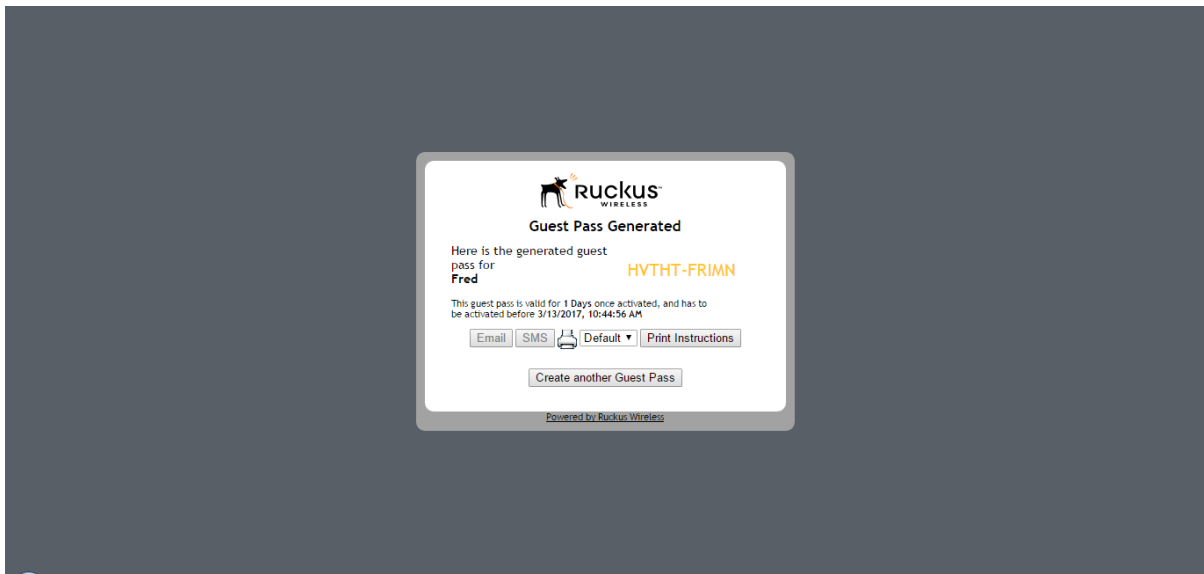 Ruckus™
WIRELESS
Guest Pass Generated
Here is the generated guest
pass for
Fred
HVTHT-FRIMN
This guest pass is valid for 1 Days once activated, and has to
be activated before 3/13/2017, 10:44:56 AM
Email SMS Default Print Instructions
Create another Guest Pass
Powered by Ruckus Wireless